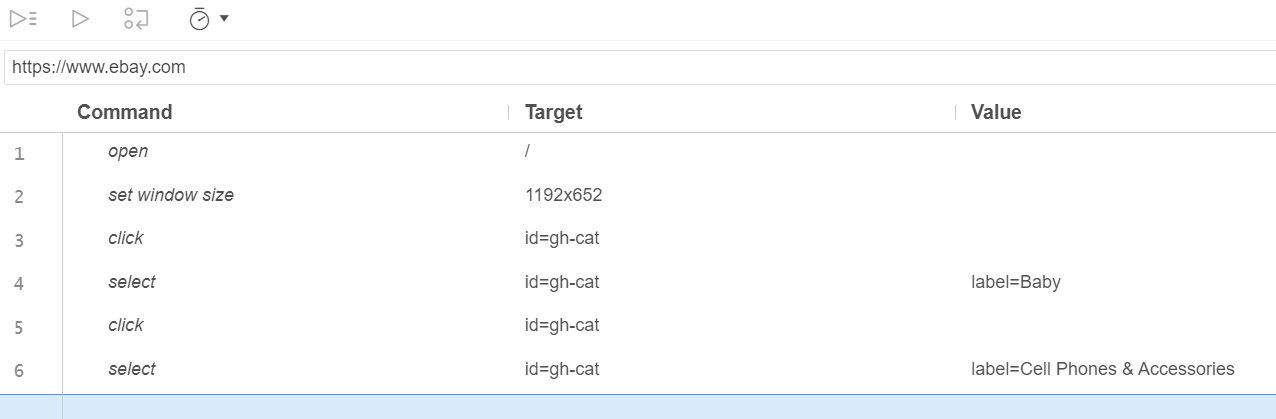 https://www.ebay.com
Command Target Value
1 open /
2 set window size 1192x652
3 click id=gh-cat
4 select id=gh-cat label=Baby
5 click id=gh-cat
6 select id=gh-cat label=Cell Phones & Accessories